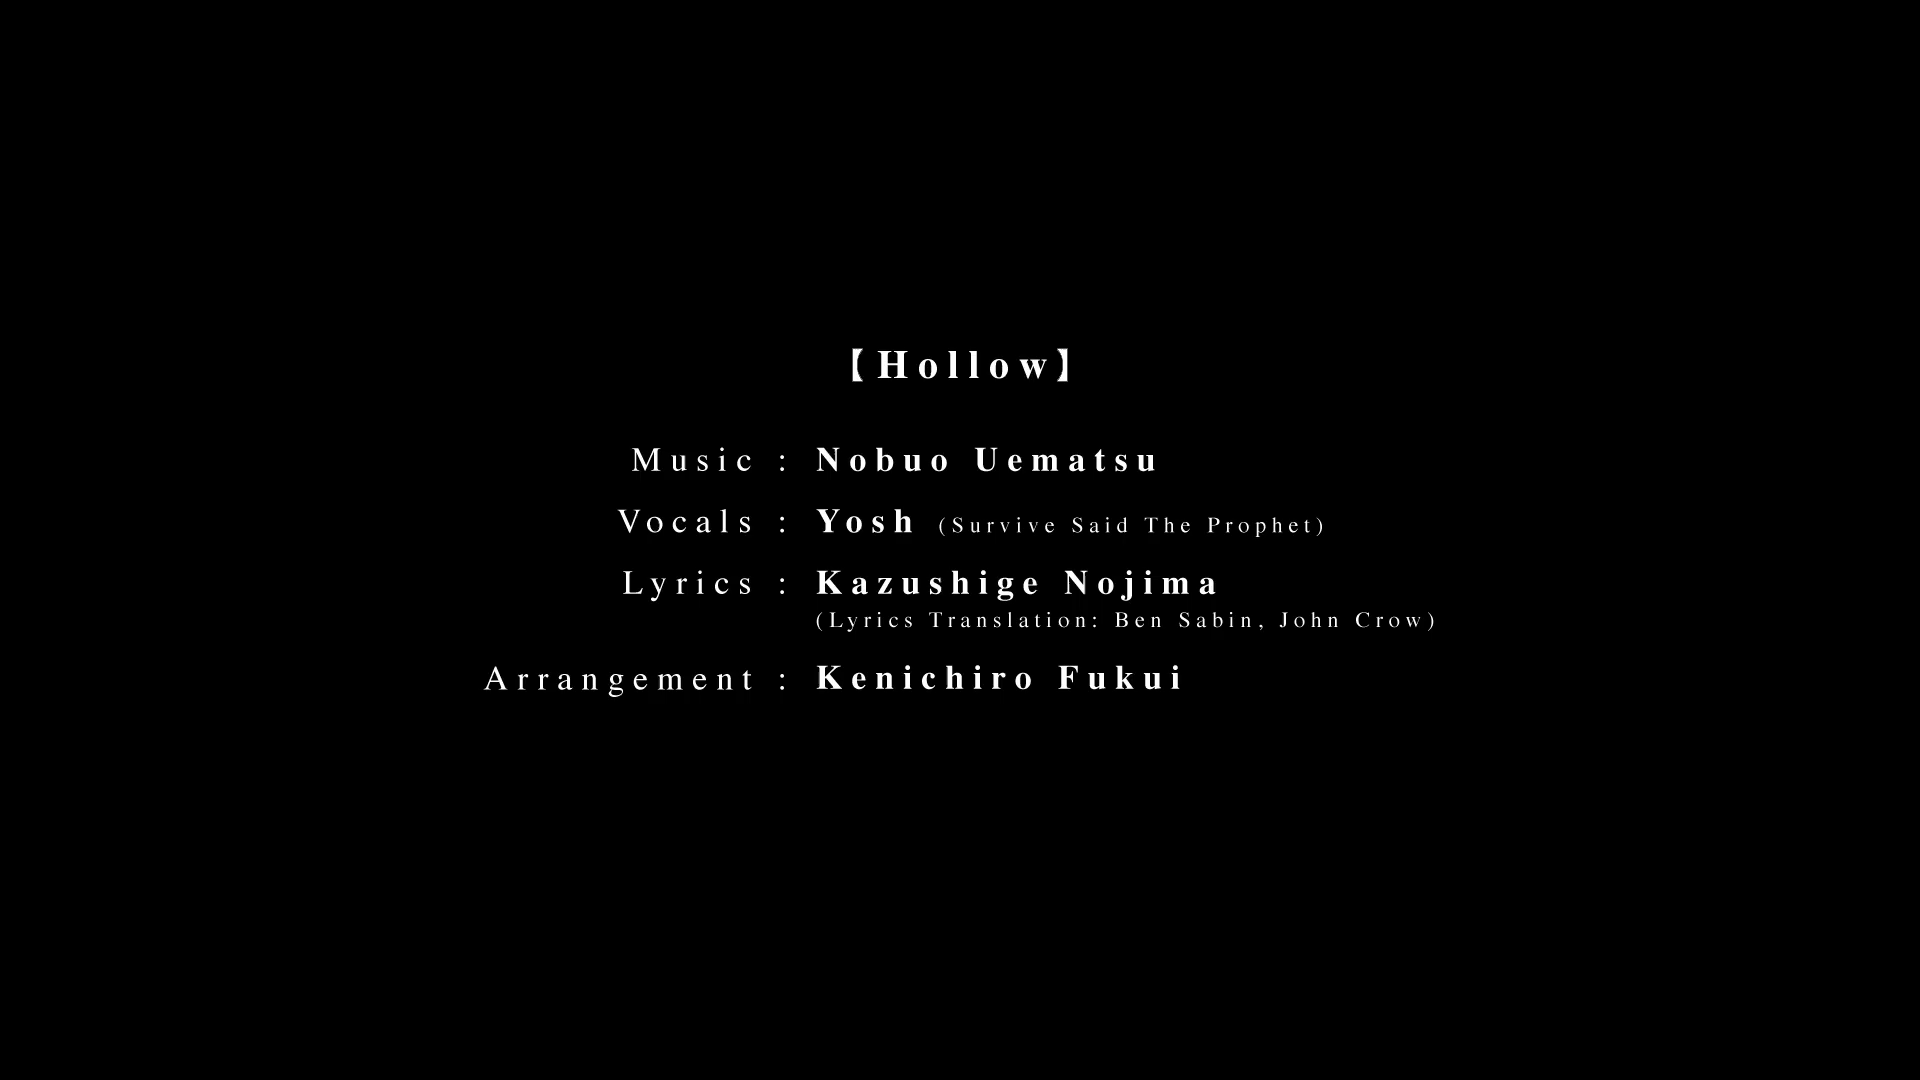 【Hollow】
Music : Nobuo Uematsu
Vocals : Yosh (Survive Said The Prophet)
Lyrics : Kazushige Nojima
(Lyrics Translation: Ben Sabin, John Crow)
Arrangement : Kenichiro Fukui